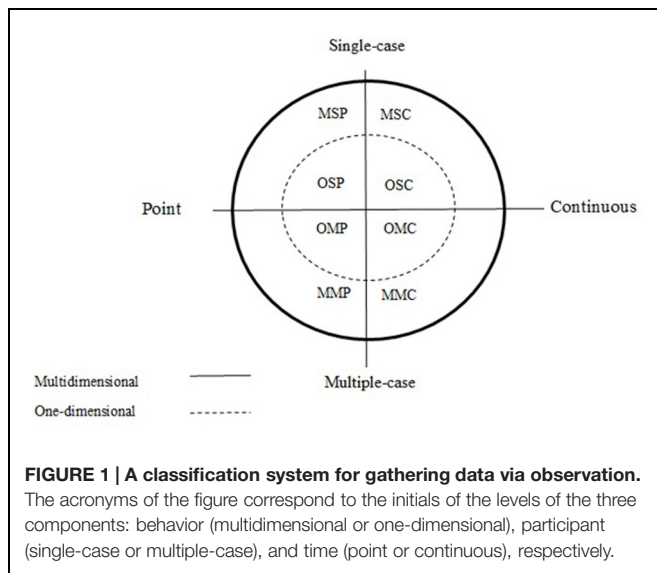 Single-case
MSP MSC
OSP OSC
Point Continuous
OMP OMC
MMP MMC
Multidimensional
Multiple-case
One-dimensional
FIGURE 1 | A classification system for gathering data via observation.
The acronyms of the figure correspond to the initials of the levels of the three
components: behavior (multidimensional or one-dimensional), participant
(single-case or multiple-case), and time (point or continuous), respectively.